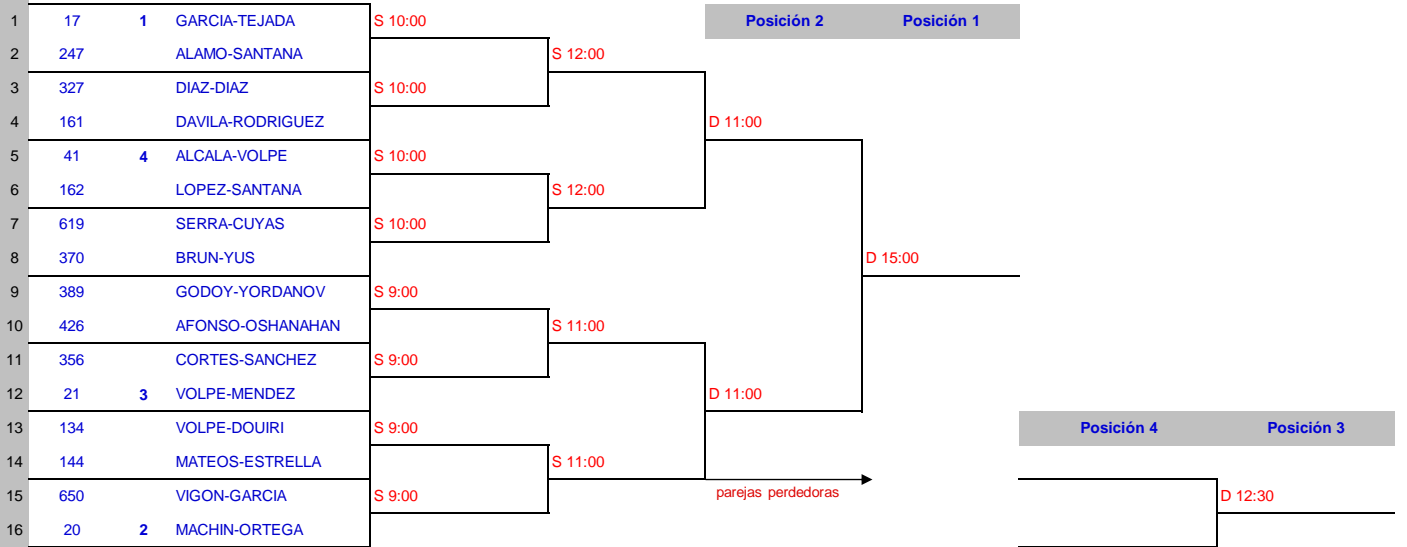 1 17 1 GARCIA-TEJADA S 10:00 Posición 2 Posición 1
2 247 ALAMO-SANTANA S 12:00
3 327 DIAZ-DIAZ S 10:00
4 161 DAVILA-RODRIGUEZ D 11:00
5 41 4 ALCALA-VOLPE S 10:00
6 162 LOPEZ-SANTANA S 12:00
7 619 SERRA-CUYAS S 10:00
8 370 BRUN-YUS D 15:00
9 389 GODOY-YORDANOV S 9:00
10 426 AFONSO-OSHANAHAN S 11:00
11 356 CORTES-SANCHEZ S 9:00
12 21 3 VOLPE-MENDEZ D 11:00
13 134 VOLPE-DOUIRI S 9:00 Posición 4 Posición 3
14 144 MATEOS-ESTRELLA S 11:00
15 650 VIGON-GARCIA S 9:00 parejas perdedoras D 12:30
16 20 2 MACHIN-ORTEGA